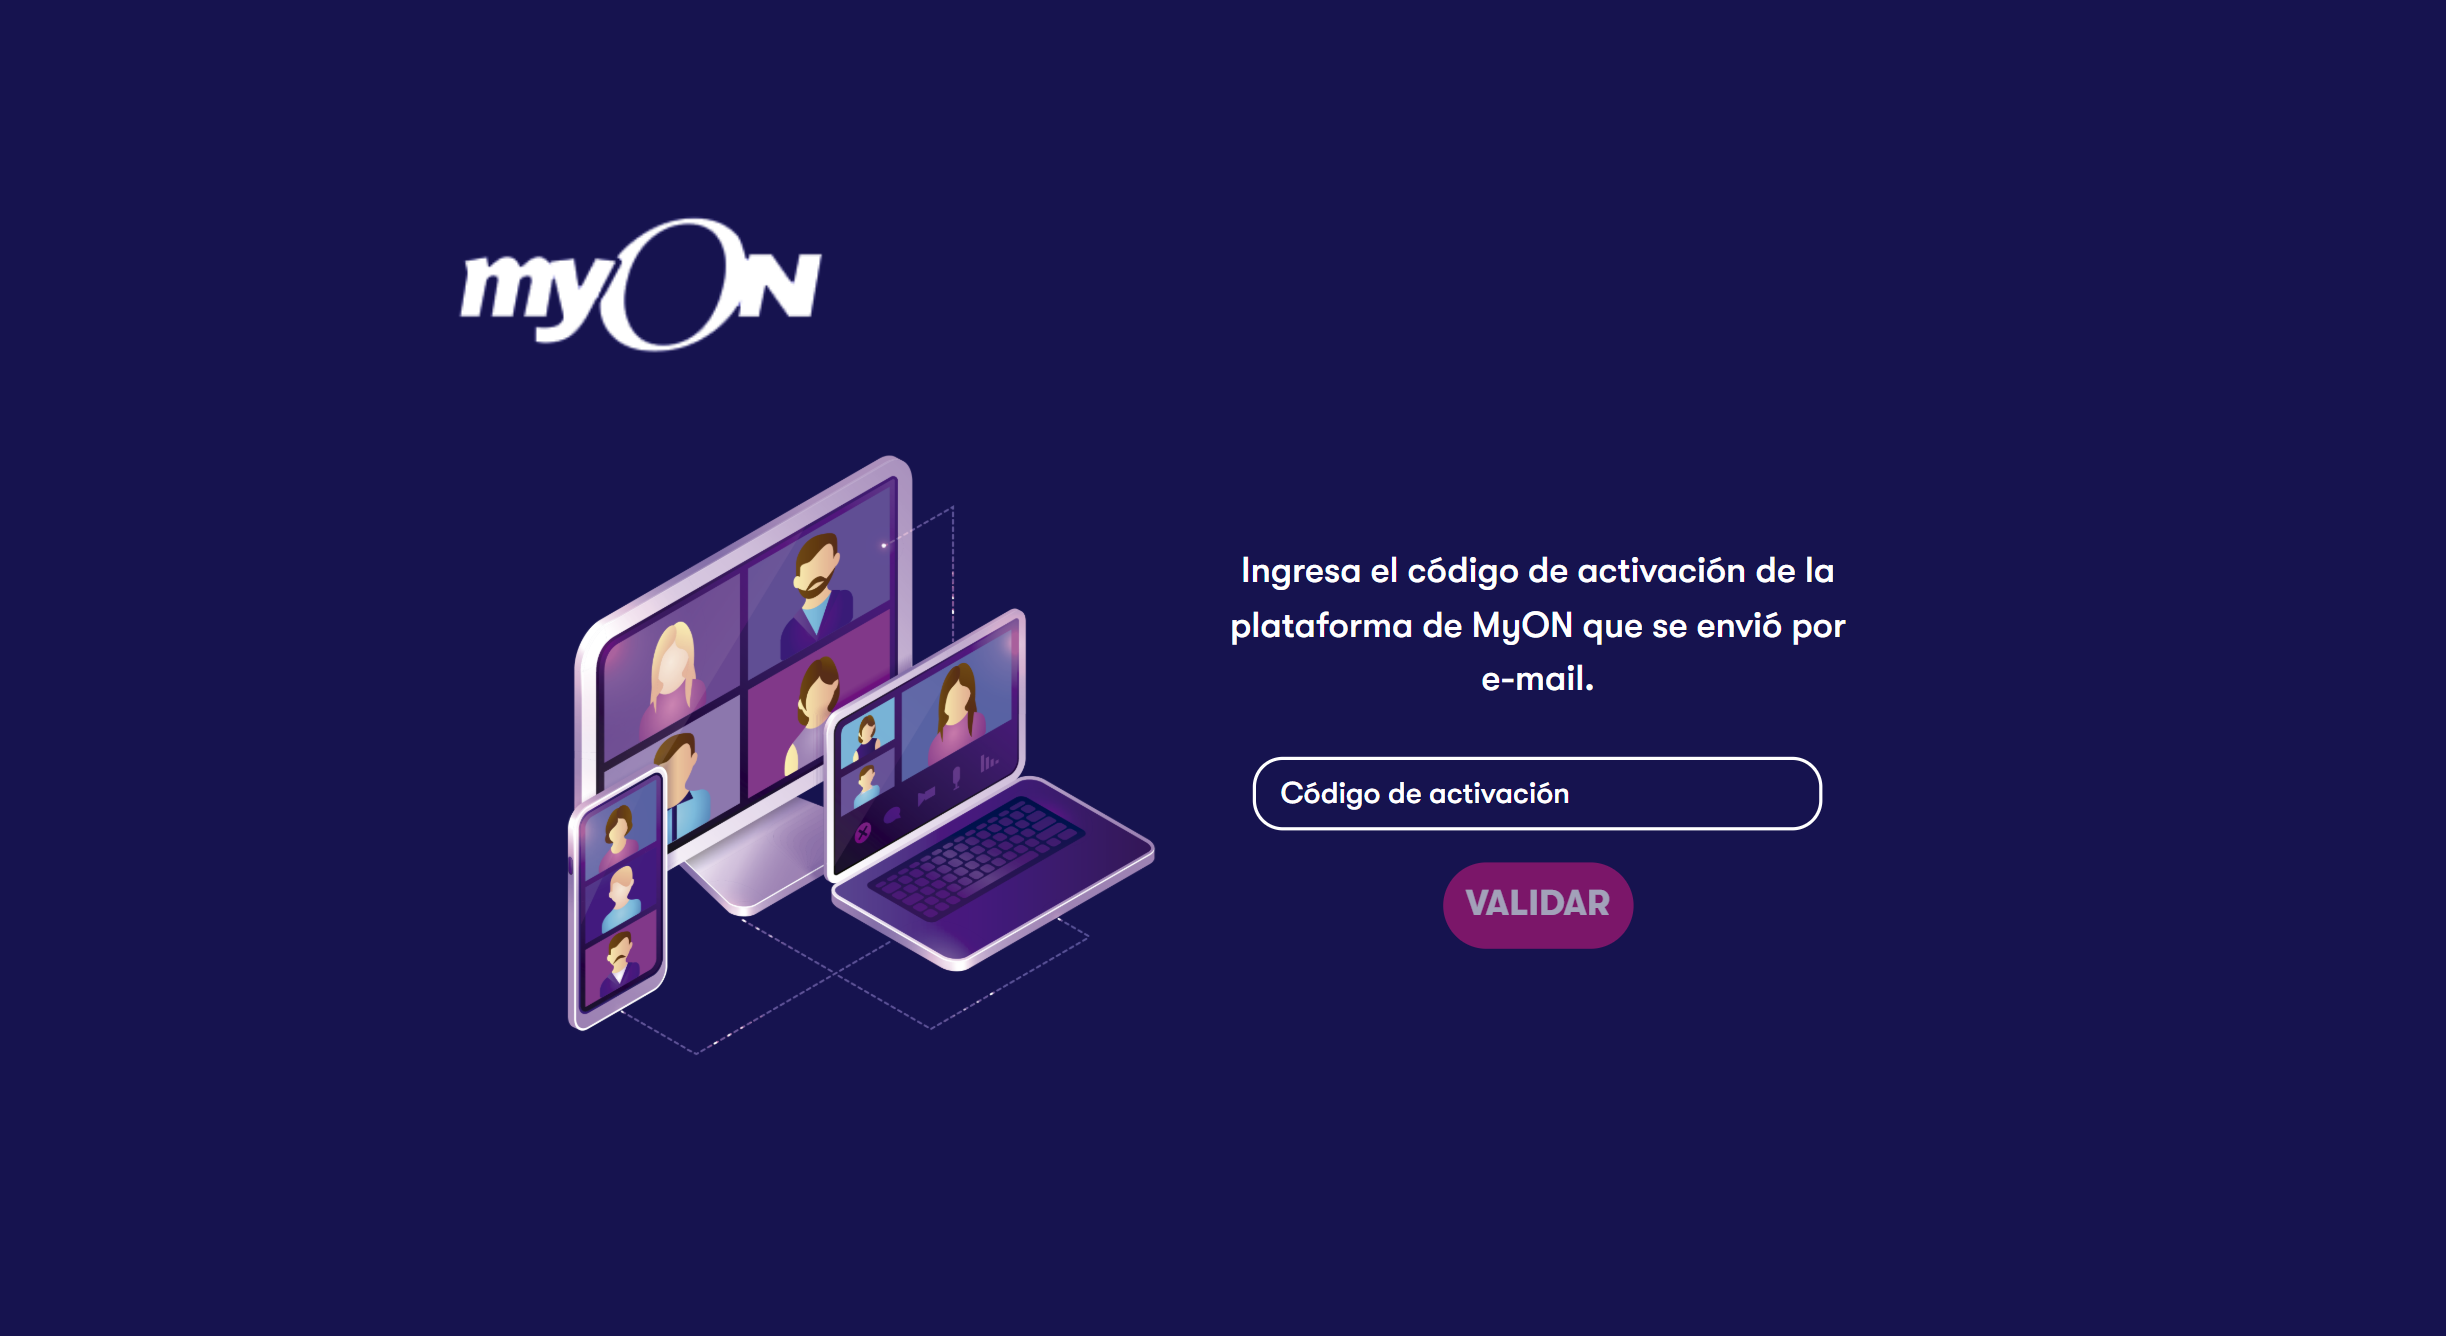 myON
Ingresa el código de activación de la
plataforma de MyON que se envió por
e-mail.
Código de activación
VALIDAR